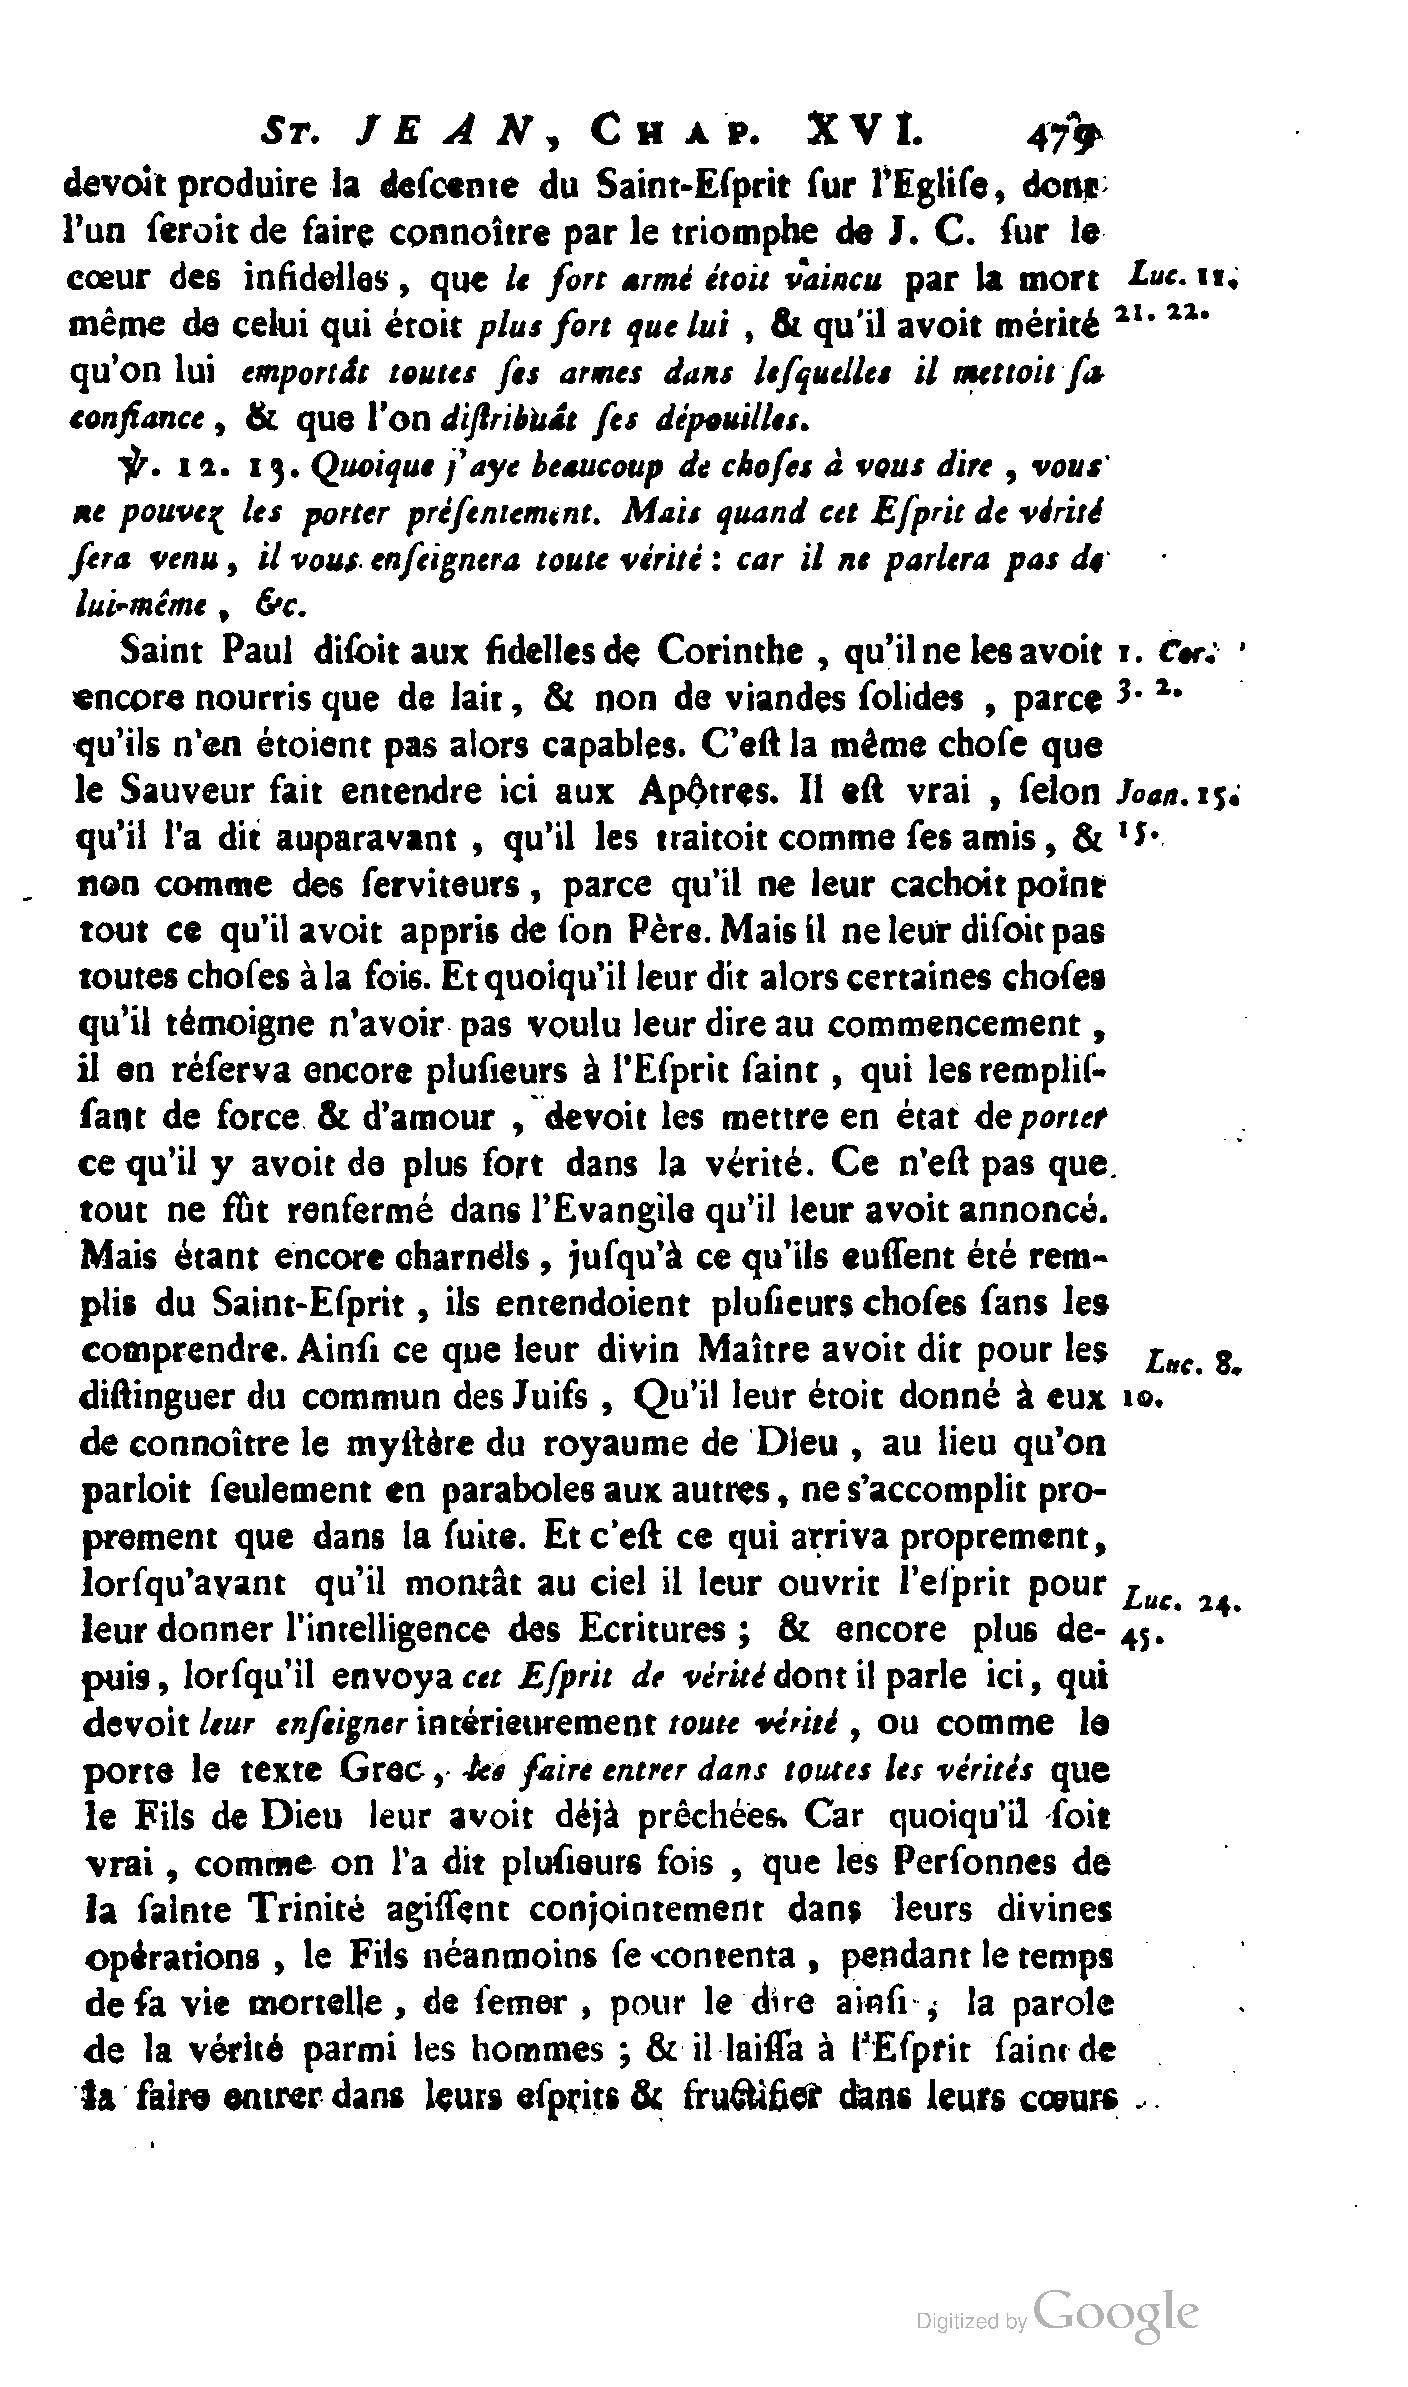 ST. JEAN, CHAP. XVI. 479
devoit produire la deſcente du Saint-Eſprit ſur l'Egliſe, dont
l'un ſeroit de faire connoître par le triomphe de J. C. ſur le
cœur des infidelles, que le fort armé étoit vaincu par la mort
Luc. 11.
même de celui qui étoit plus fort que lui, & qu'il avoit mérité
21. 22.
qu'on lui emportât toutes ſes armes dans leſquelles il mettoit ſa
confiance, & que l'on diſtribuât ſes dépouilles.
℣. 12. 13. Quoique j'aye beaucoup de choſes à vous dire, vous
ne pouvez les porter préſentement. Mais quand cet Eſprit de vérité
ſera venu, il vous enſeignera toute vérité : car il ne parlera pas de
lui-même, &c.
Saint Paul diſoit aux fidelles de Corinthe, qu'il ne les avoit
1. Cor.
encore nourris que de lait, & non de viandes ſolides, parce
3. 2.
qu'ils n'en étoient pas alors capables. C'eſt la même choſe que
le Sauveur fait entendre ici aux Apôtres. Il eſt vrai, ſelon
Joan. 15.
qu'il l'a dit auparavant, qu'il les traitoit comme ſes amis, &
15.
non comme des ſerviteurs, parce qu'il ne leur cachoit point
tout ce qu'il avoit appris de ſon Père. Mais il ne leur diſoit pas
toutes choſes à la fois. Et quoiqu'il leur dit alors certaines choſes
qu'il témoigne n'avoir pas voulu leur dire au commencement,
il en réſerva encore pluſieurs à l'Eſprit ſaint, qui les rempliſ-
ſant de force & d'amour, devoit les mettre en état de porter
ce qu'il y avoit de plus fort dans la vérité. Ce n'eſt pas que
tout ne fût renfermé dans l'Evangile qu'il leur avoit annoncé.
Mais étant encore charnels, juſqu'à ce qu'ils euſſent été rem-
plis du Saint-Eſprit, ils entendoient pluſieurs choſes ſans les
comprendre. Ainſi ce que leur divin Maître avoit dit pour les
Luc. 8.
diſtinguer du commun des Juifs, Qu'il leur étoit donné à eux
10.
de connoître le myſtère du royaume de Dieu, au lieu qu'on
parloit ſeulement en paraboles aux autres, ne s'accomplit pro-
prement que dans la ſuite. Et c'eſt ce qui arriva proprement,
lorſqu'avant qu'il montât au ciel il leur ouvrit l'eſprit pour
Luc. 24.
leur donner l'intelligence des Ecritures ; & encore plus de-
45.
puis, lorſqu'il envoya cet Eſprit de vérité dont il parle ici, qui
devoit leur enſeigner intérieurement toute vérité, ou comme le
porte le texte Grec, les faire entrer dans toutes les vérités que
le Fils de Dieu leur avoit déjà prêchées. Car quoiqu'il ſoit
vrai, comme on l'a dit pluſieurs fois, que les Perſonnes de
la ſainte Trinité agiſſent conjointement dans leurs divines
opérations, le Fils néanmoins ſe contenta, pendant le temps
de ſa vie mortelle, de ſemer, pour le dire ainſi, la parole
de la vérité parmi les hommes ; & il laiſſa à l'Eſprit ſaint de
la faire entrer dans leurs eſprits & fructifier dans leurs cœurs
Digitized by Google